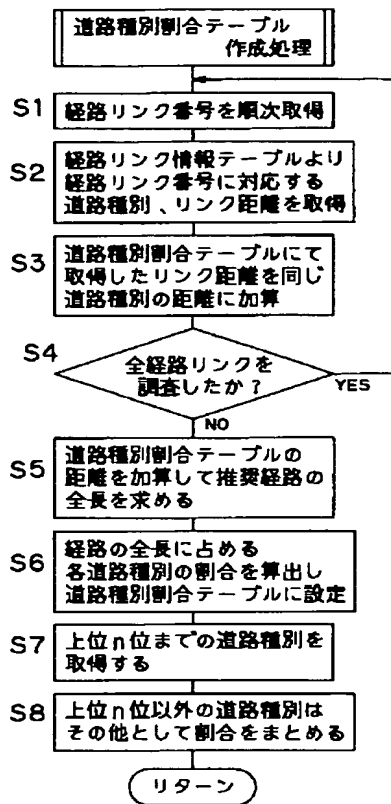 道路種別割合テーブル
作成処理
S1
経路リンク番号を順次取得
S2
経路リンク情報テーブルより
経路リンク番号に対応する
道路種別、リンク距離を取得
S3
道路種別割合テーブルにて
取得したリンク距離を同じ
道路種別の距離に加算
S4
全経路リンクを
調査したか?
YES
NO
S5
道路種別割合テーブルの
距離を加算して推奨経路の
全長を求める
S6
経路の全長に占める
各道路種別の割合を算出し
道路種別割合テーブルに設定
S7
上位n位までの道路種別を
取得する
S8
上位n位以外の道路種別は
その他として割合をまとめる
リターン